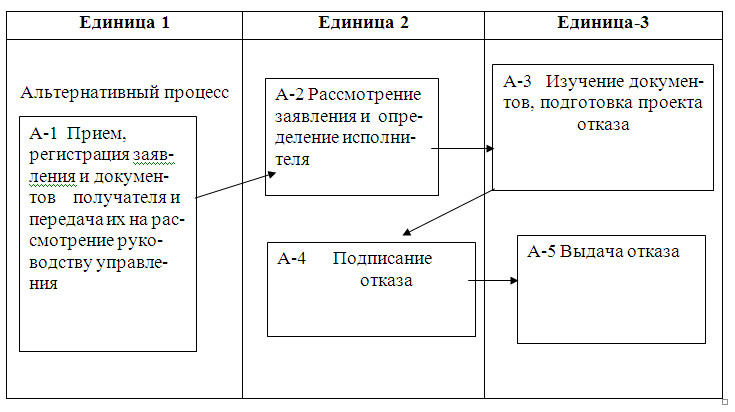 Единица 1
Единица 2
Единица-3
Альтернативный процесс
А-1 Прием,
регистрация заяв-
ления и докумен-
тов получателя и
передача их на рас-
смотрение руко-
водству управле-
ния
А-2 Рассмотрение
заявления и опре-
деление исполни-
теля
А-3 Изучение докумен-
тов, подготовка проекта
отказа
А-4 Подписание
отказа
А-5 Выдача отказа